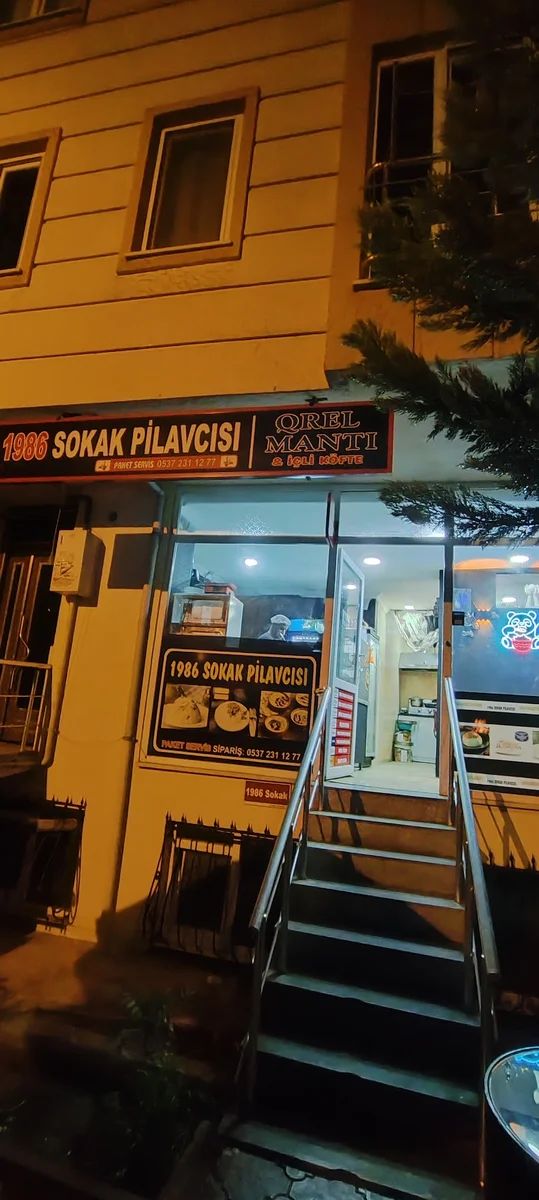 1986 SOKAK PİLAVCISI
PAKET SERVİS 0537 231 12 77
QREL
MANTI
& İÇLİ KÖFTE
1986 SOKAK PİLAVCISI
PAKET SERVİS SİPARİŞ: 0537 231 12 77
1986 Sokak